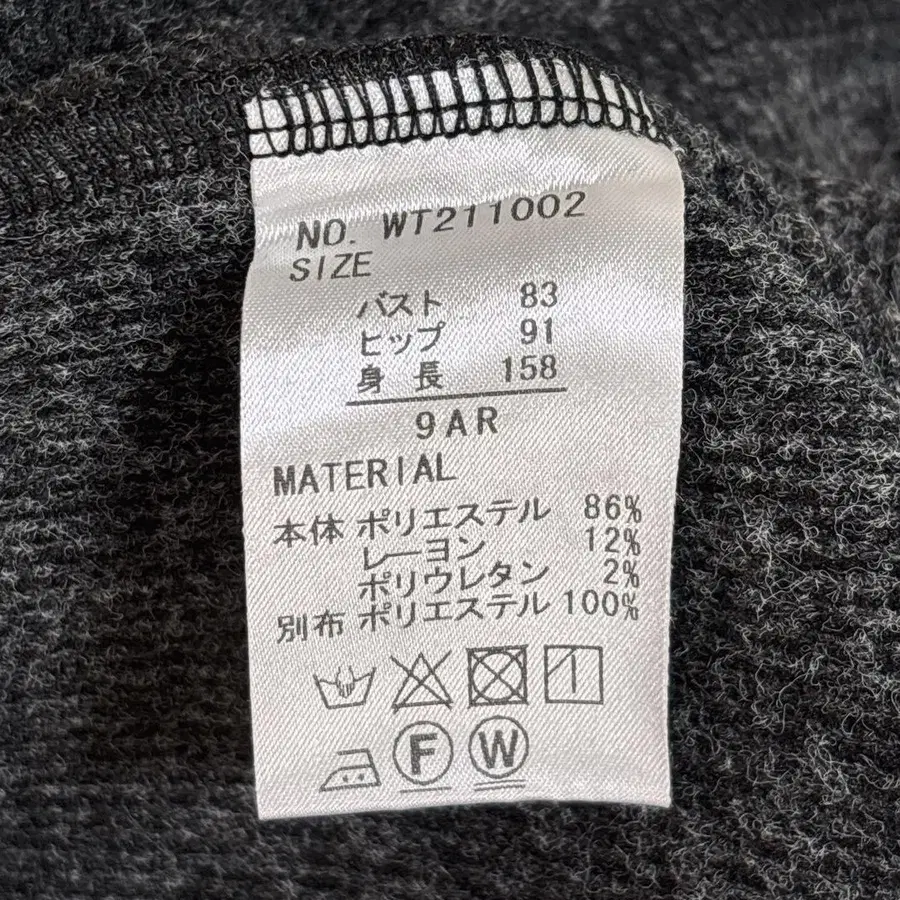 NO. WT211002
SIZE
バスト 83
ヒップ 91
身長 158
9AR
MATERIAL
本体 ポリエステル 86%
レーヨン 12%
ポリウレタン 2%
別布 ポリエステル 100%
F W